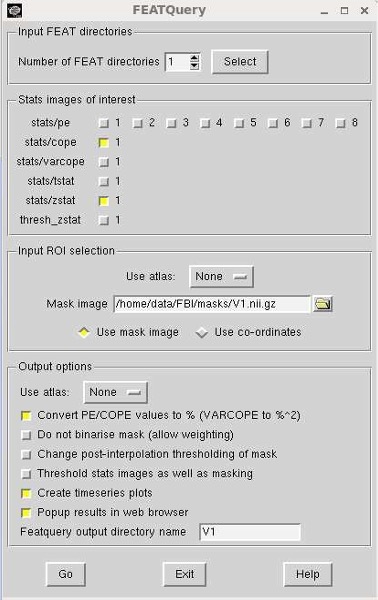 FEATQuery
Input FEAT directories
Number of FEAT directories 1 Select
Stats images of interest
stats/pe 1 2 3 4 5 6 7 8
stats/cope 1
stats/varcope 1
stats/tstat 1
stats/zstat 1
thresh_zstat 1
Input ROI selection
Use atlas: None
Mask image /home/data/FBI/masks/V1.nii.gz
Use mask image Use co-ordinates
Output options
Use atlas: None
Convert PE/COPE values to % (VARCOPE to %^2)
Do not binarise mask (allow weighting)
Change post-interpolation thresholding of mask
Threshold stats images as well as masking
Create timeseries plots
Popup results in web browser
Featquery output directory name V1
Go Exit Help